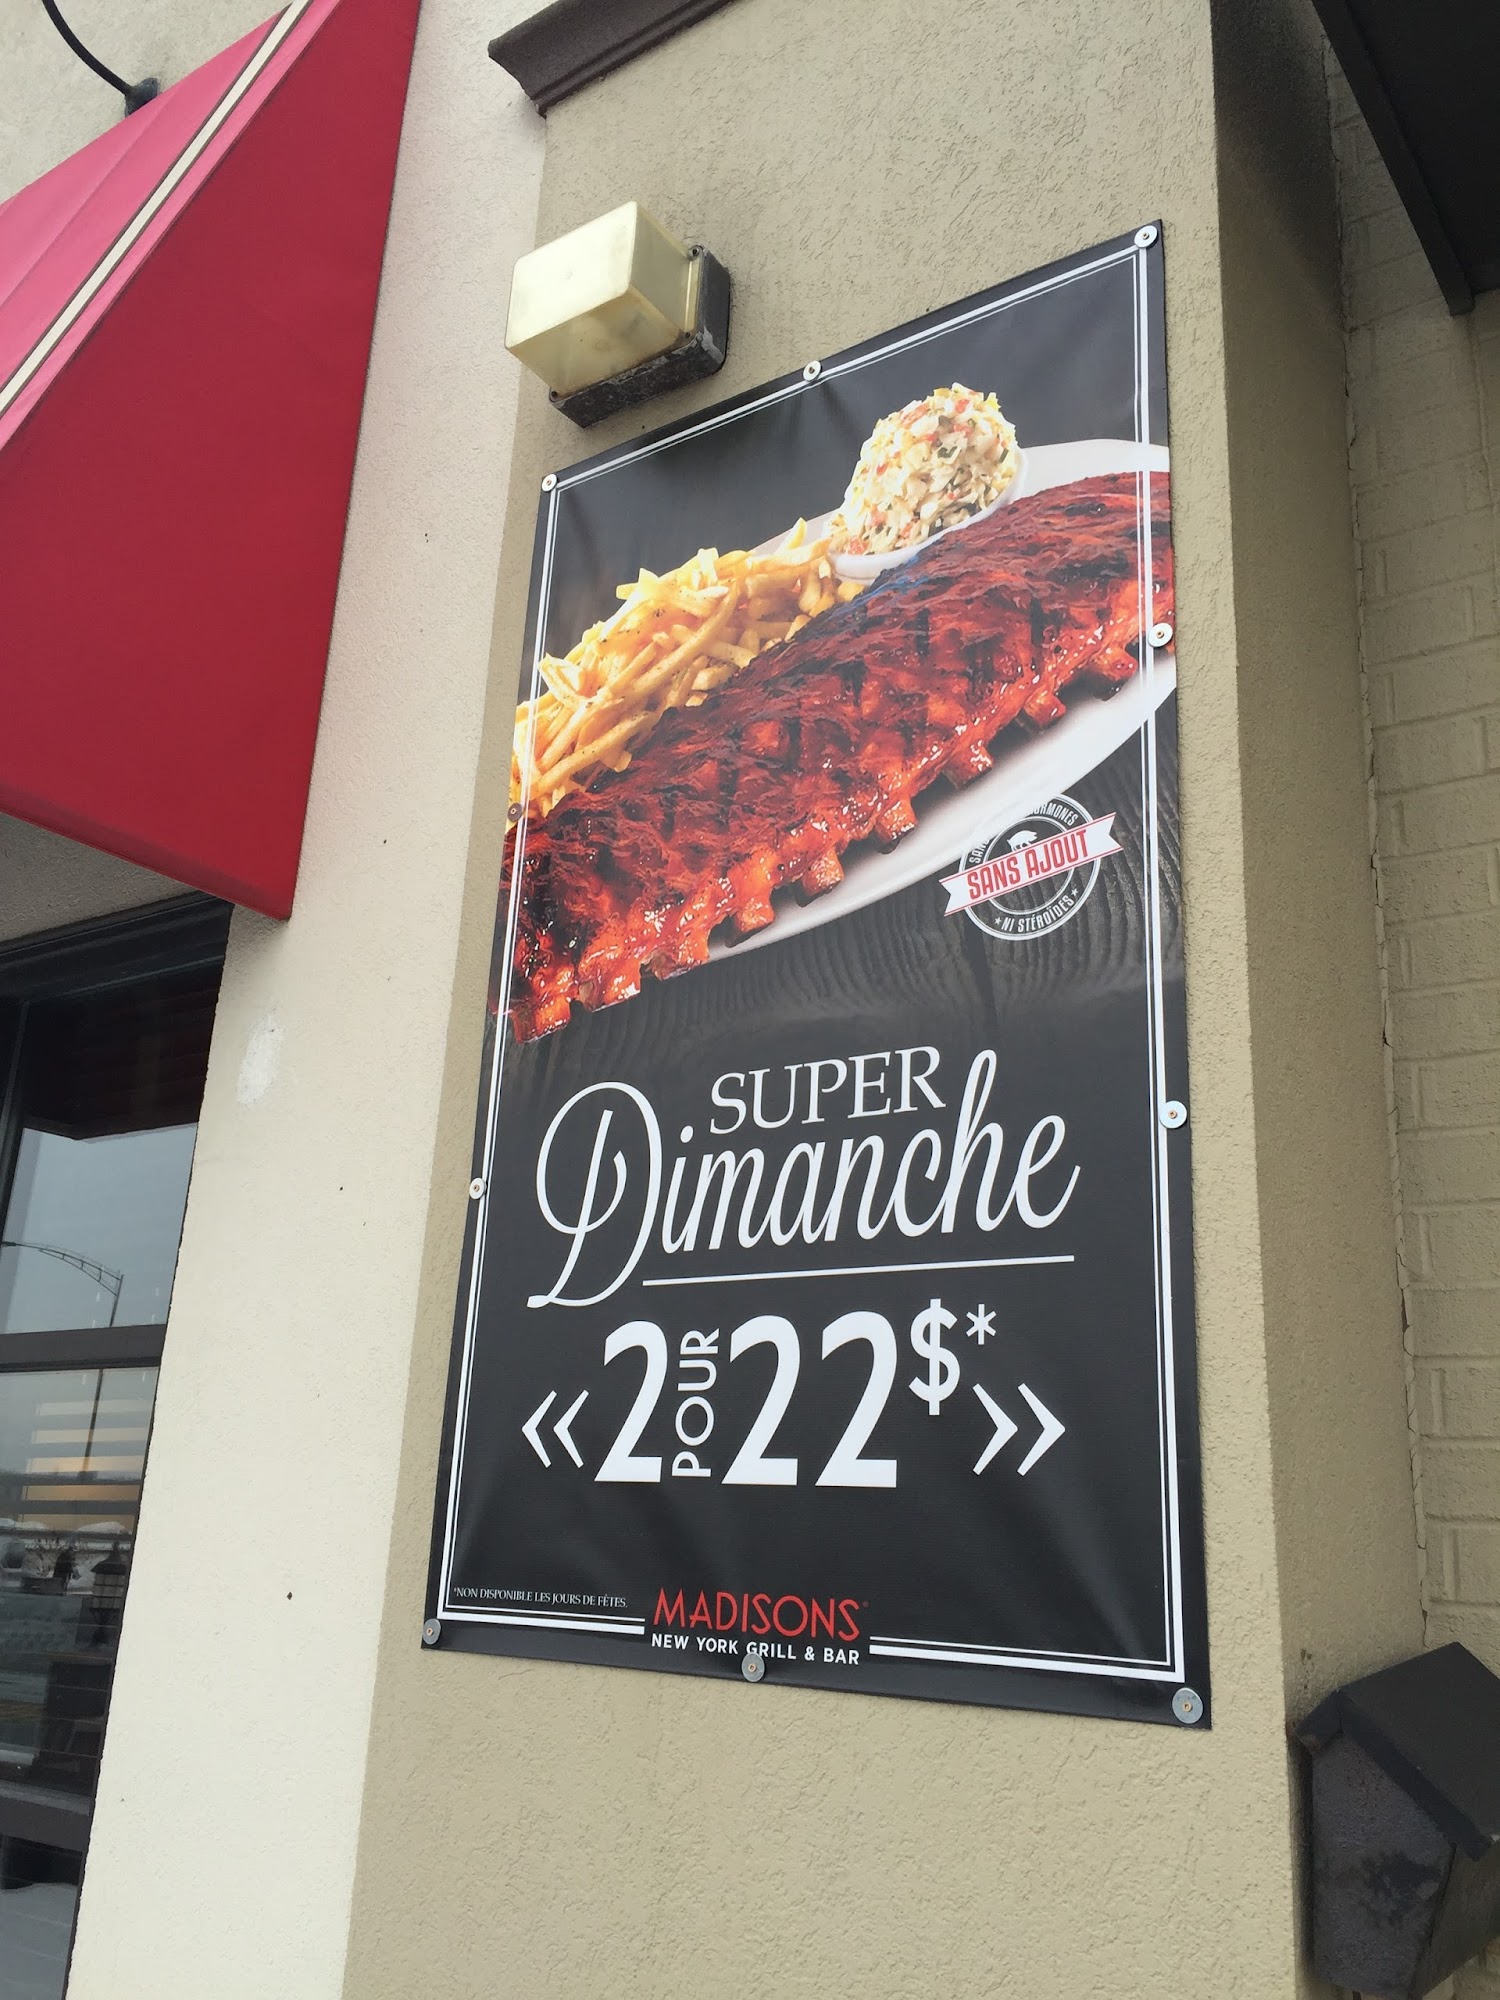 SANS AJOUT
★ NI STÉROÏDES ★
SUPER
Dimanche
«2 POUR 22$*»
*NON DISPONIBLE LES JOURS DE FÊTES.
MADISONS
NEW YORK GRILL & BAR